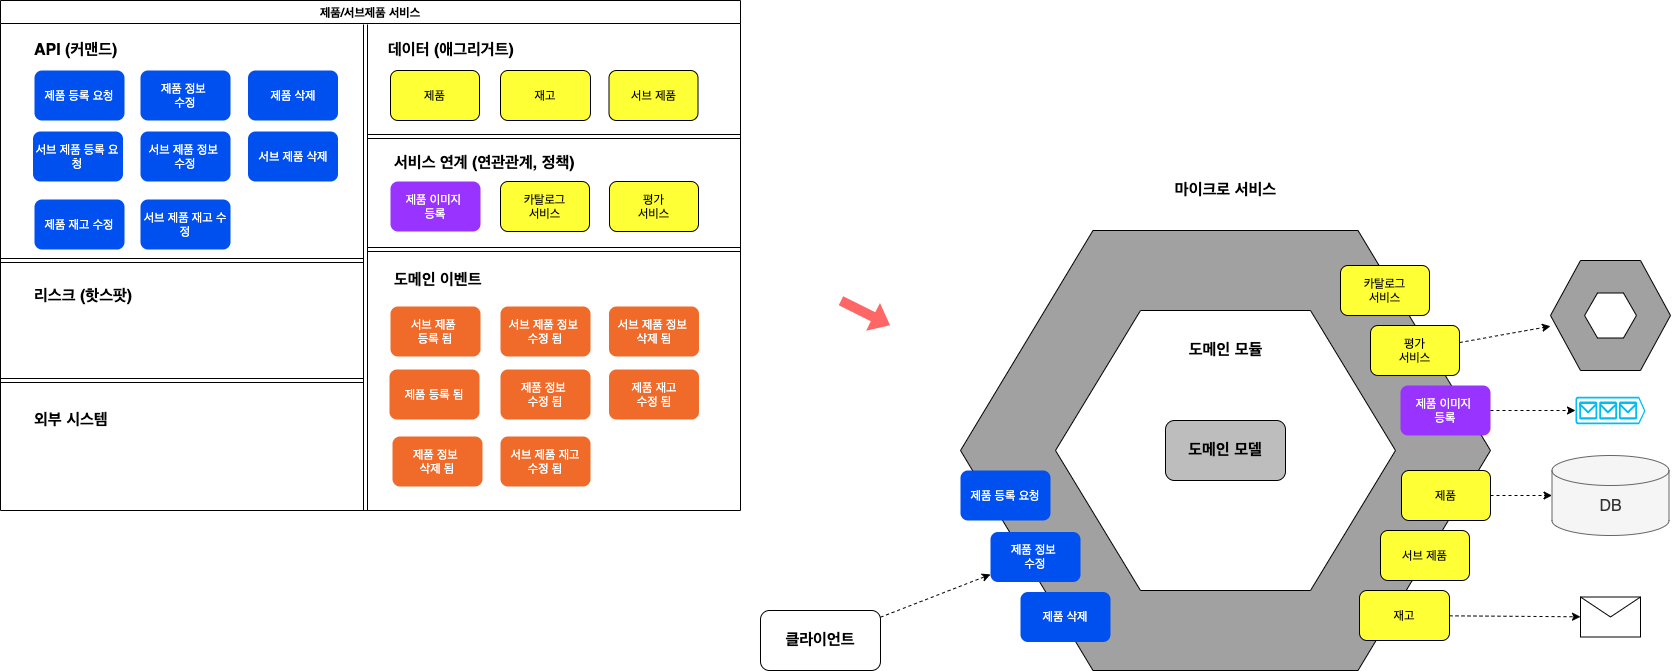 제품/서브제품 서비스
API (커맨드)
제품 등록 요청
제품 정보
수정
제품 삭제
서브 제품 등록 요
청
서브 제품 정보
수정
서브 제품 삭제
제품 재고 수정
서브 제품 재고 수
정
리스크 (핫스팟)
외부 시스템
데이터 (애그리거트)
제품
재고
서브 제품
서비스 연계 (연관관계, 정책)
제품 이미지
등록
카탈로그
서비스
평가
서비스
도메인 이벤트
서브 제품
등록 됨
서브 제품 정보
수정 됨
서브 제품 정보
삭제 됨
제품 등록 됨
제품 정보
수정 됨
제품 재고
수정 됨
제품 정보
삭제 됨
서브 제품 재고
수정 됨
마이크로 서비스
도메인 모듈
도메인 모델
카탈로그
서비스
평가
서비스
제품 이미지
등록
제품
서브 제품
재고
DB
제품 등록 요청
제품 정보
수정
제품 삭제
클라이언트